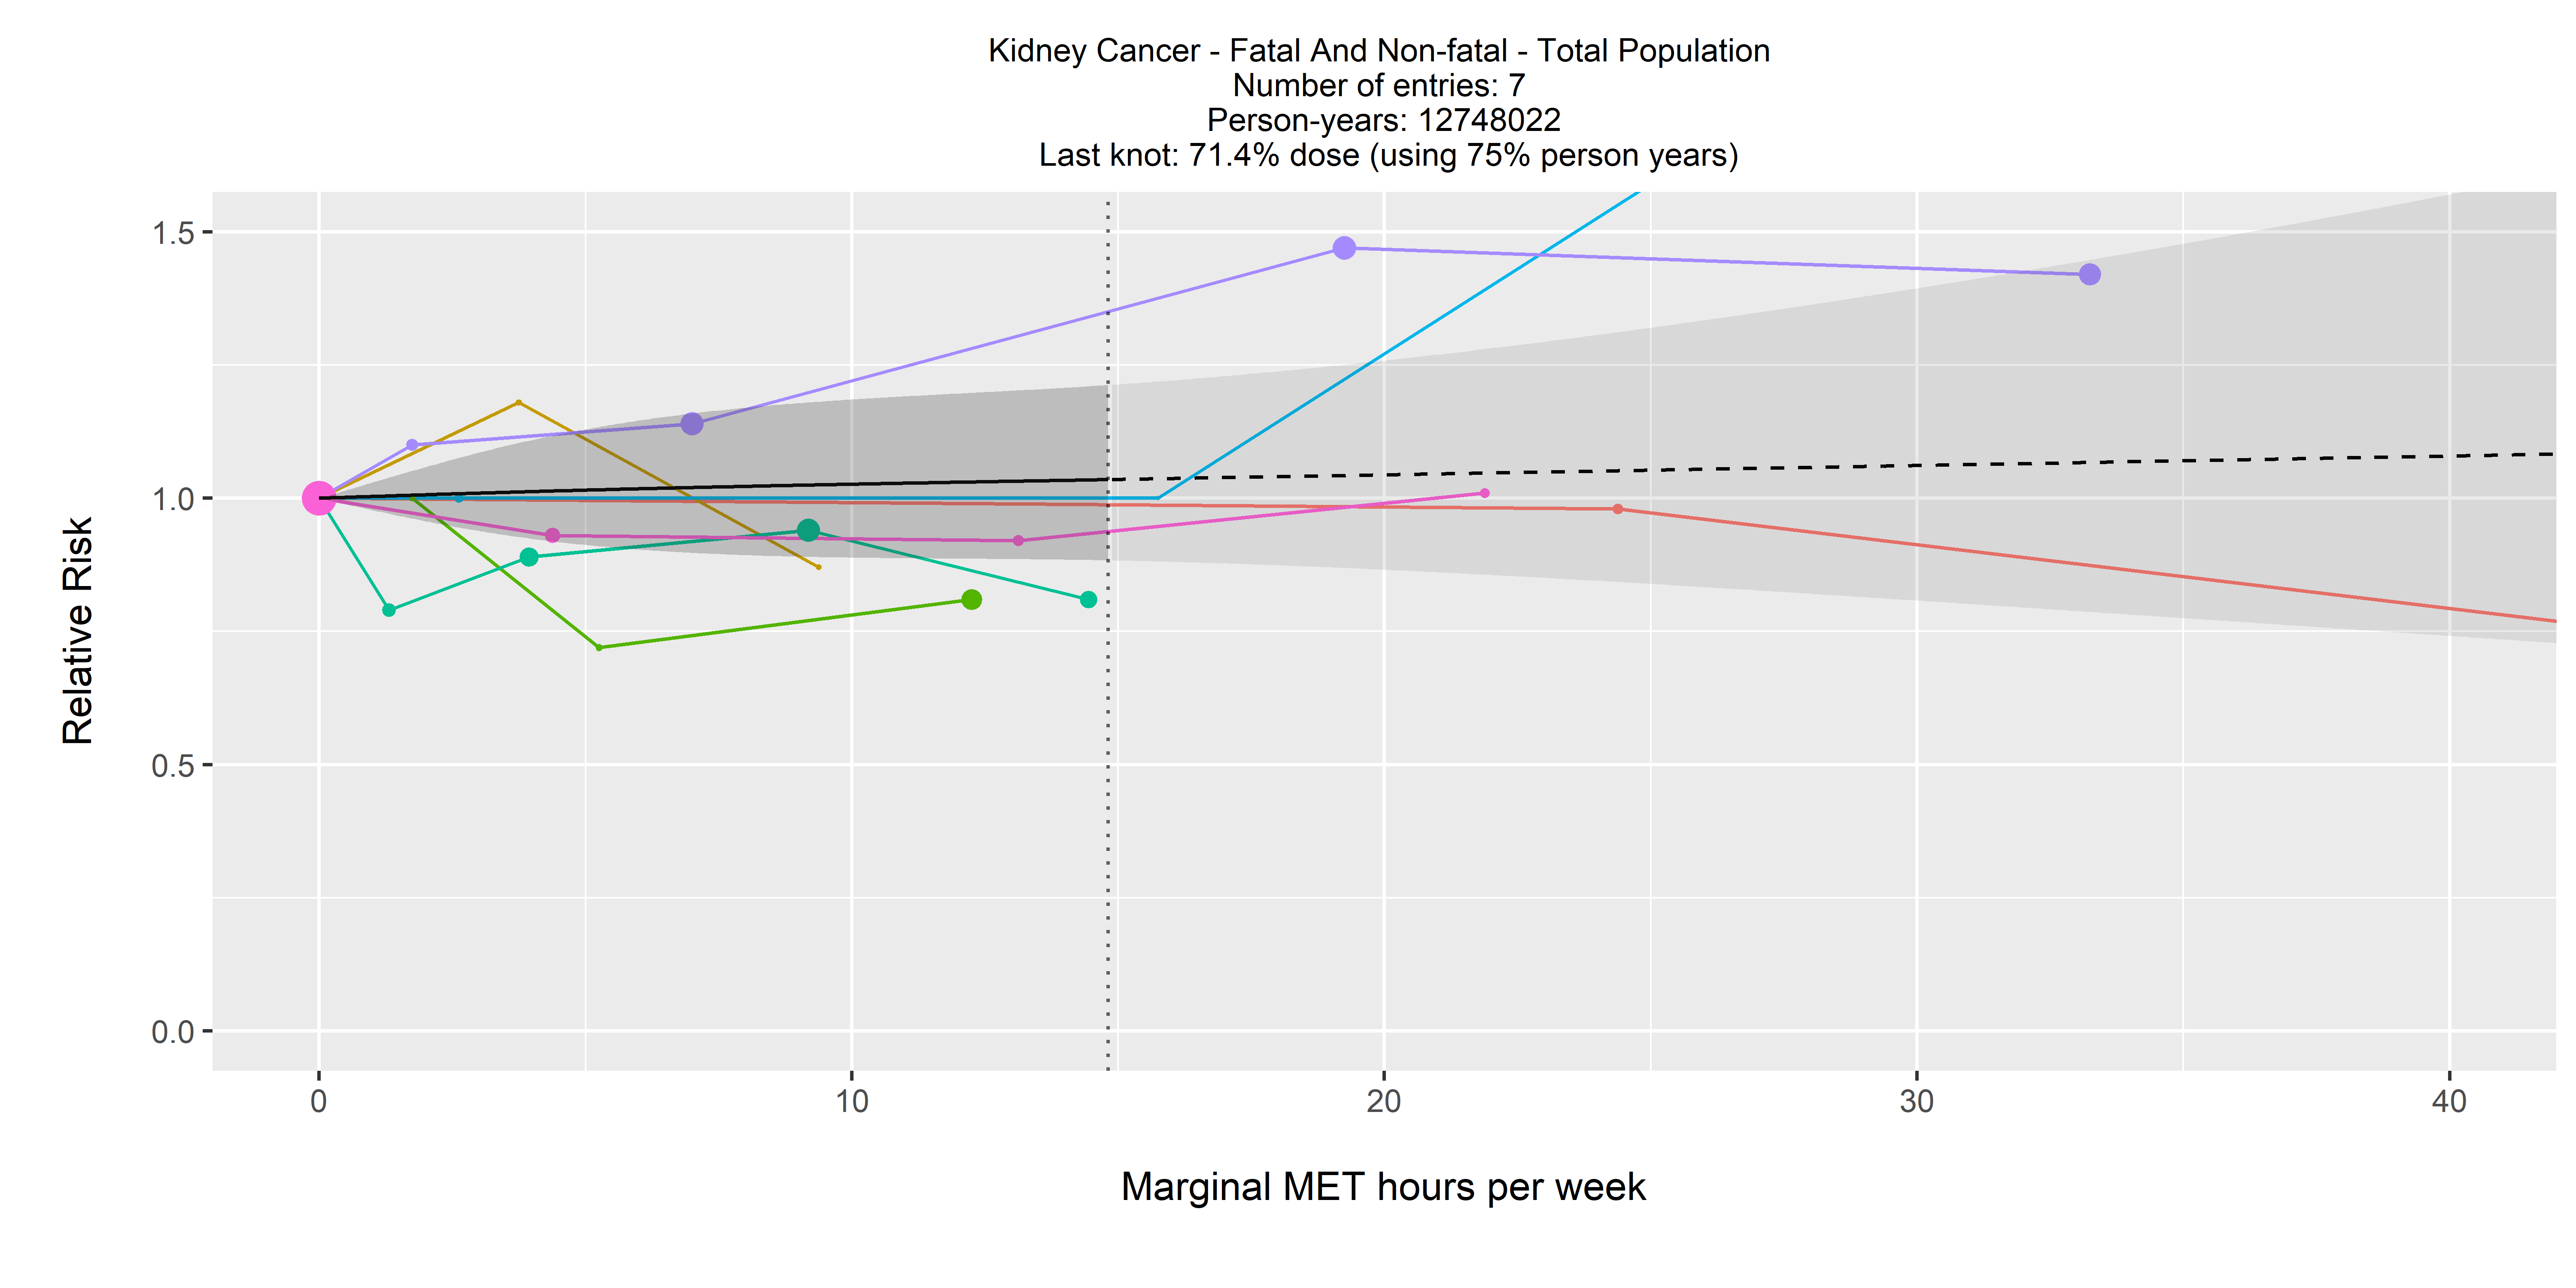 Kidney Cancer - Fatal And Non-fatal - Total Population
Number of entries: 7
Person-years: 12748022
Last knot: 71.4% dose (using 75% person years)
1.5
1.0
0.5
0.0
Relative Risk
0 10 20 30 40
Marginal MET hours per week